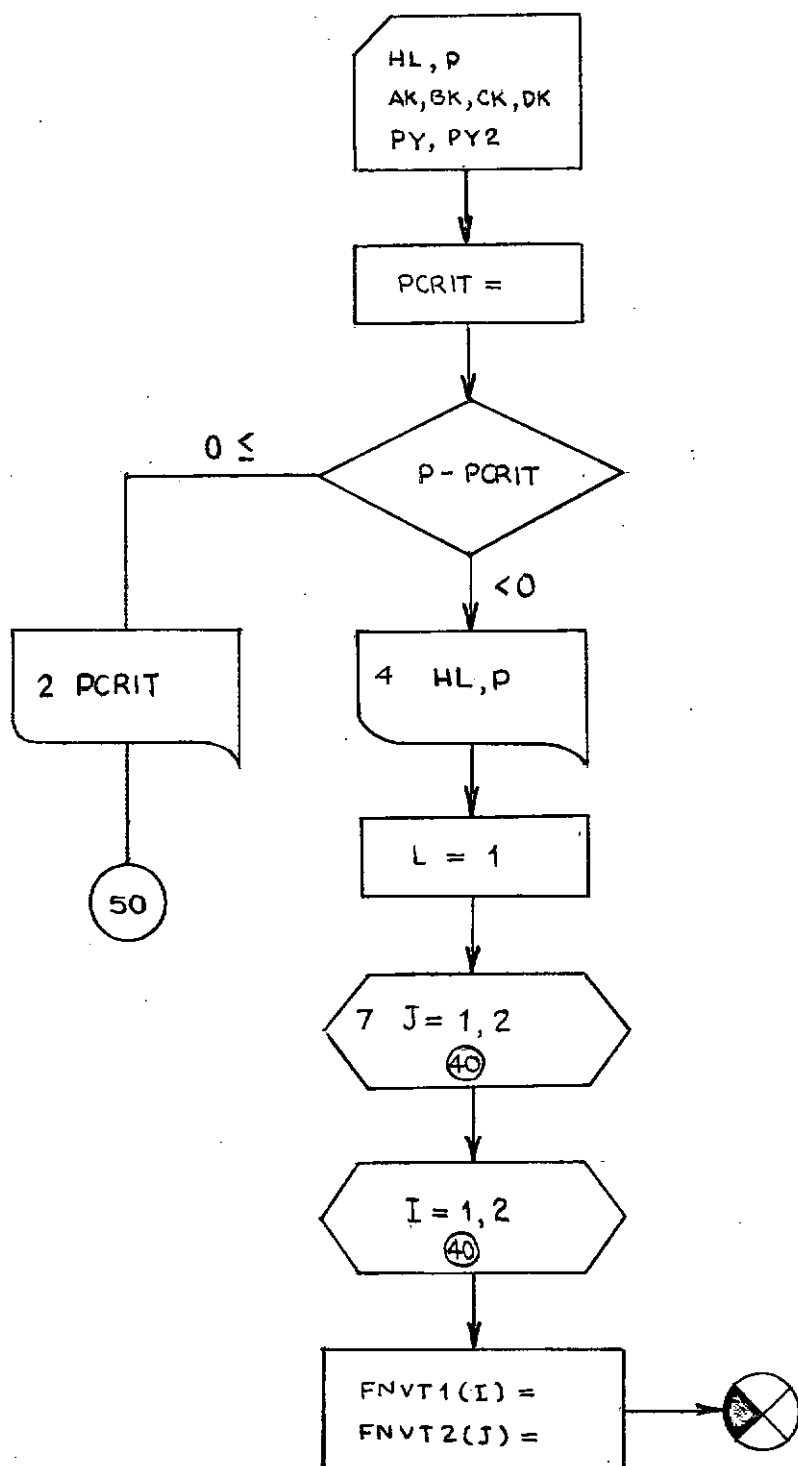 HL, P
AK, BK, CK, DK
PY, PY2
PCRIT =
0 ≤
P - PCRIT
<0
2 PCRIT
4 HL, P
L = 1
50
7 J = 1, 2
40
I = 1, 2
40
FNVT1(I) =
FNVT2(J) =